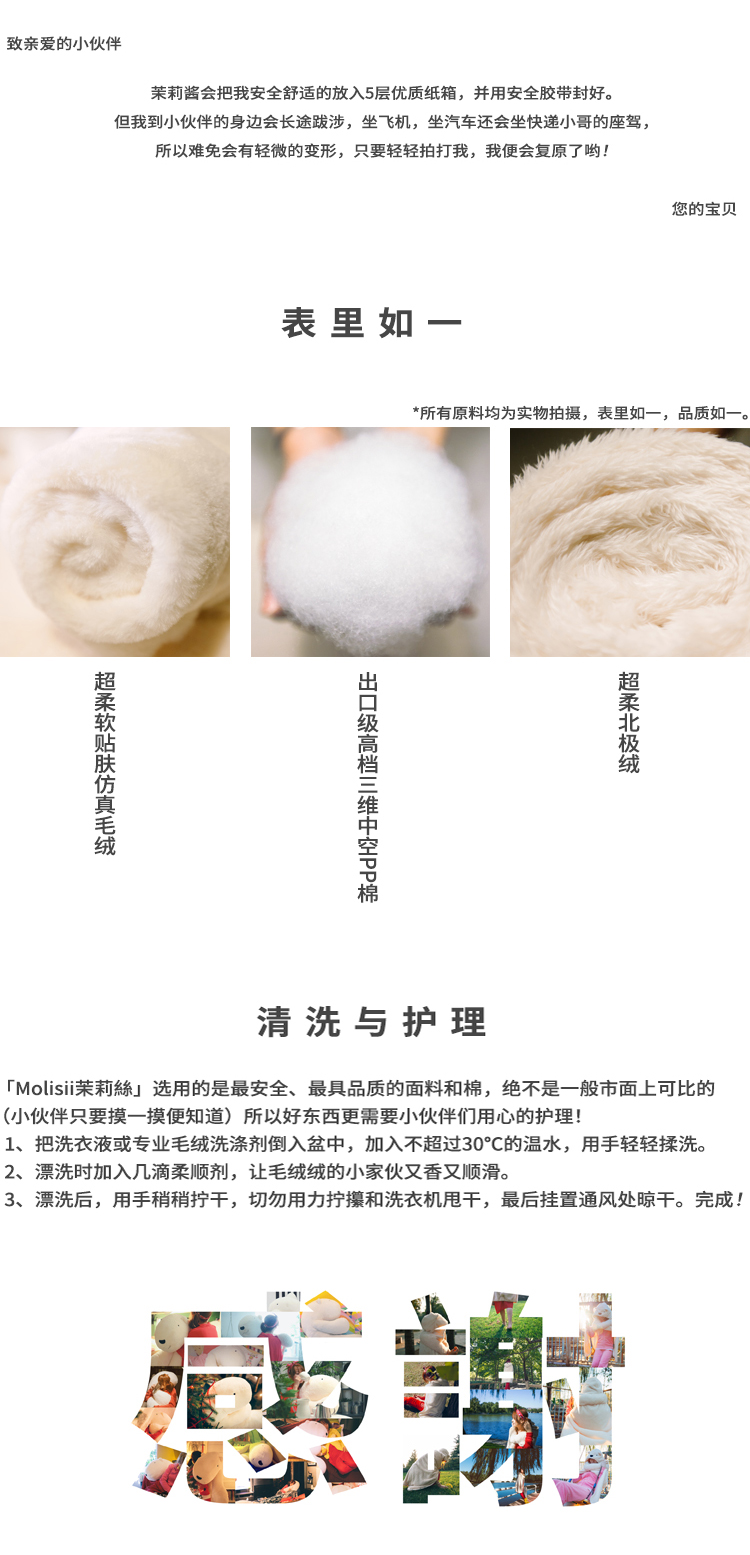 致亲爱的小伙伴
茉莉酱会把我安全舒适的放入5层优质纸箱，并用安全胶带封好。
但我到小伙伴的身边会长途跋涉，坐飞机，坐汽车还会坐快递小哥的座驾，
所以难免会有轻微的变形，只要轻轻拍打我，我便会复原了哟！
您的宝贝
表里如一
*所有原料均为实物拍摄，表里如一，品质如一。
超柔软贴肤仿真毛绒
出口级高档三维中空PP棉
超柔北极绒
清洗与护理
「Molisii茉莉絲」选用的是最安全、最具品质的面料和棉，绝不是一般市面上可比的
（小伙伴只要摸一摸便知道）所以好东西更需要小伙伴们用心的护理！
1、把洗衣液或专业毛绒洗涤剂倒入盆中，加入不超过30℃的温水，用手轻轻揉洗。
2、漂洗时加入几滴柔顺剂，让毛绒绒的小家伙又香又顺滑。
3、漂洗后，用手稍稍拧干，切勿用力拧攥和洗衣机甩干，最后挂置通风处晾干。完成！
感謝